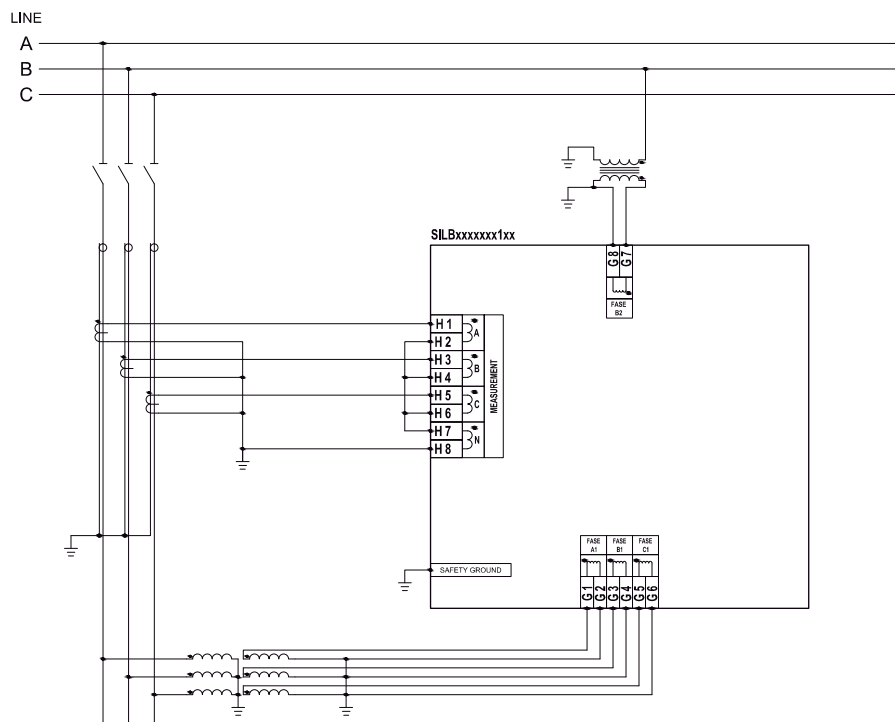 LINE
A
B
C
SILBxxxxxxx1xx
G8
G7
FASE
B2
H1
H2
H3
H4
H5
H6
H7
H8
A
B
C
N
MEASUREMENT
SAFETY GROUND
FASE
A1
FASE
B1
FASE
C1
G1
G2
G3
G4
G5
G6